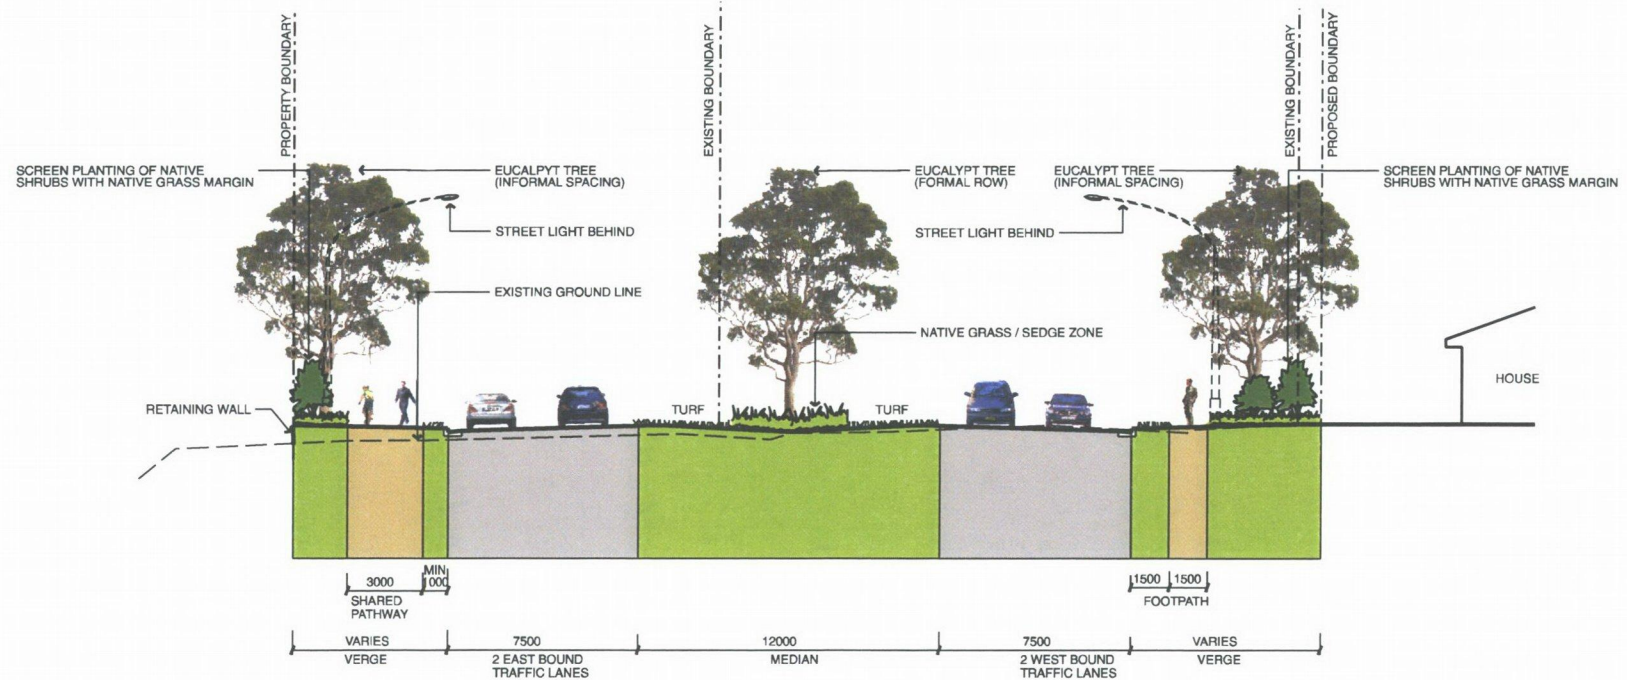 PROPERTY BOUNDARY
EXISTING BOUNDARY
EXISTING BOUNDARY
PROPOSED BOUNDARY
SCREEN PLANTING OF NATIVE
SHRUBS WITH NATIVE GRASS MARGIN
EUCALPYT TREE
(INFORMAL SPACING)
EUCALYPT TREE
(FORMAL ROW)
EUCALYPT TREE
(INFORMAL SPACING)
SCREEN PLANTING OF NATIVE
SHRUBS WITH NATIVE GRASS MARGIN
STREET LIGHT BEHIND
STREET LIGHT BEHIND
EXISTING GROUND LINE
NATIVE GRASS / SEDGE ZONE
HOUSE
RETAINING WALL
TURF
TURF
3000
MIN
1000
SHARED
PATHWAY
1500
1500
FOOTPATH
VARIES
7500
12000
7500
VARIES
VERGE
2 EAST BOUND
TRAFFIC LANES
MEDIAN
2 WEST BOUND
TRAFFIC LANES
VERGE